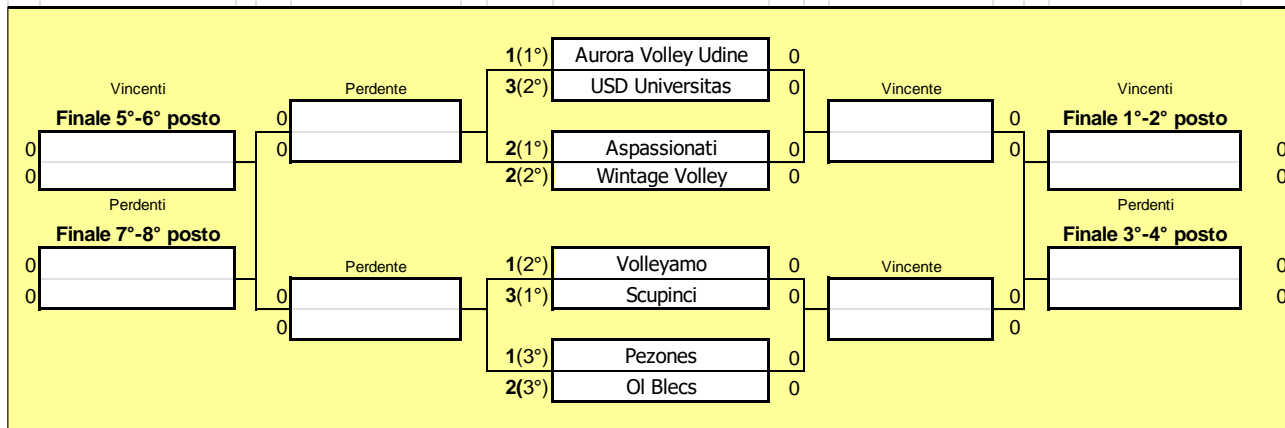 1(1°) Aurora Volley Udine 0
3(2°) USD Universitas 0
Vincenti Perdente Vincente Vincenti
Finale 5°-6° posto 0 0 Finale 1°-2° posto
0 0 2(1°) Aspassionati 0 0 0
0 2(2°) Wintage Volley 0 0
Perdenti Perdenti
Finale 7°-8° posto Finale 3°-4° posto
0 Perdente 1(2°) Volleyamo 0 Vincente 0
0 0 3(1°) Scupinci 0 0 0
0 0
1(3°) Pezones 0
2(3°) Ol Blecs 0